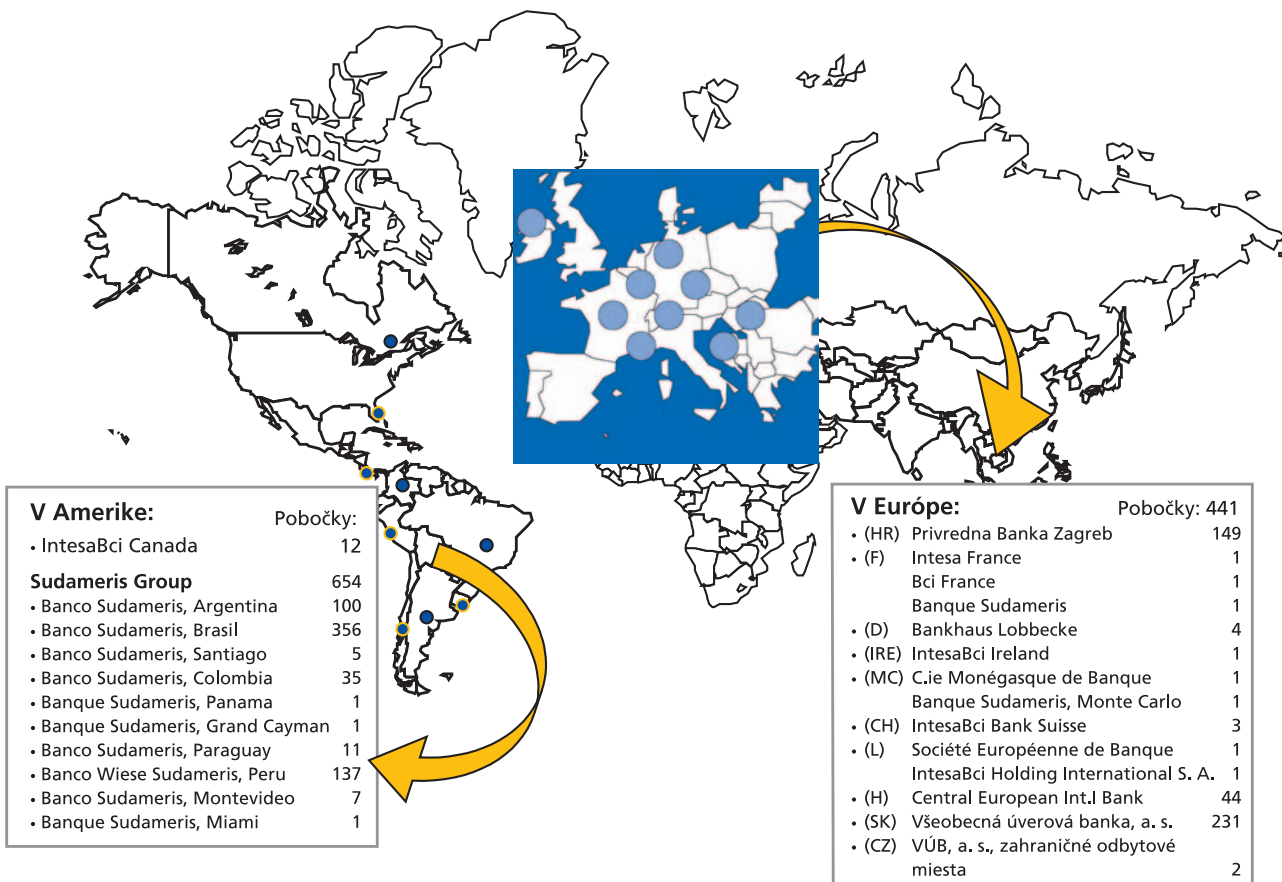 V Amerike: Pobočky:
• IntesaBci Canada 12
Sudameris Group 654
• Banco Sudameris, Argentina 100
• Banco Sudameris, Brasil 356
• Banco Sudameris, Santiago 5
• Banco Sudameris, Colombia 35
• Banque Sudameris, Panama 1
• Banque Sudameris, Grand Cayman 1
• Banco Sudameris, Paraguay 11
• Banco Wiese Sudameris, Peru 137
• Banco Sudameris, Montevideo 7
• Banque Sudameris, Miami 1
V Európe: Pobočky: 441
• (HR) Privredna Banka Zagreb 149
• (F) Intesa France 1
Bci France 1
Banque Sudameris 1
• (D) Bankhaus Lobbecke 4
• (IRE) IntesaBci Ireland 1
• (MC) C.ie Monégasque de Banque 1
Banque Sudameris, Monte Carlo 1
• (CH) IntesaBci Bank Suisse 3
• (L) Société Européenne de Banque 1
IntesaBci Holding International S. A. 1
• (H) Central European Int.l Bank 44
• (SK) Všeobecná úverová banka, a. s. 231
• (CZ) VÚB, a. s., zahraničné odbytové
miesta 2